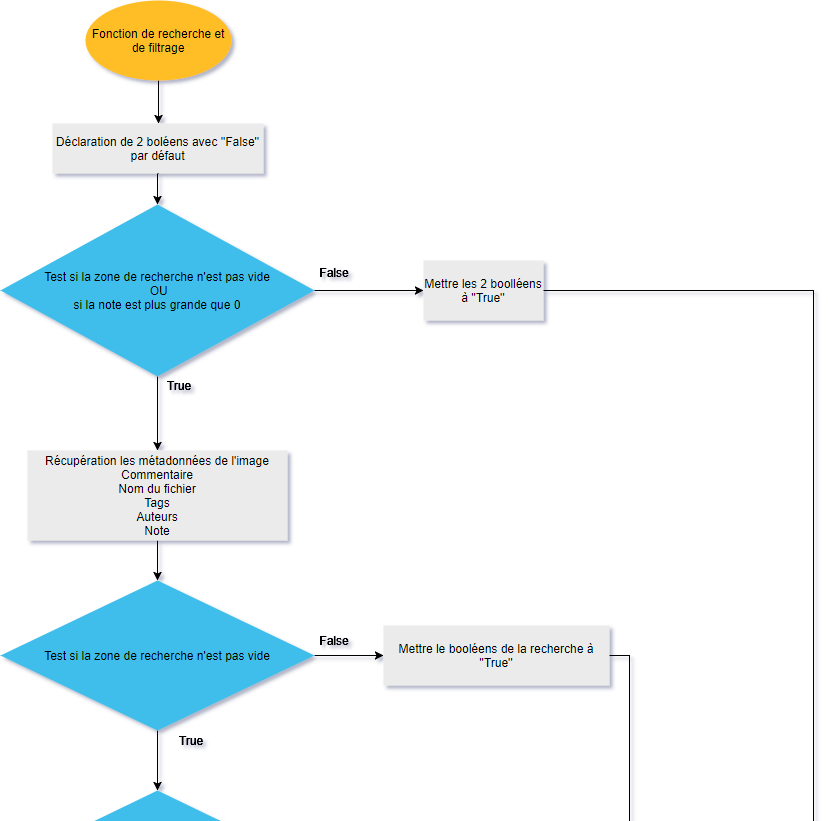 Fonction de recherche et
de filtrage
Déclaration de 2 boléens avec "False"
par défaut
Test si la zone de recherche n'est pas vide
OU
si la note est plus grande que 0
False
Mettre les 2 boolléens
à "True"
True
Récupération les métadonnées de l'image
Commentaire
Nom du fichier
Tags
Auteurs
Note
Test si la zone de recherche n'est pas vide
False
Mettre le booléens de la recherche à
"True"
True